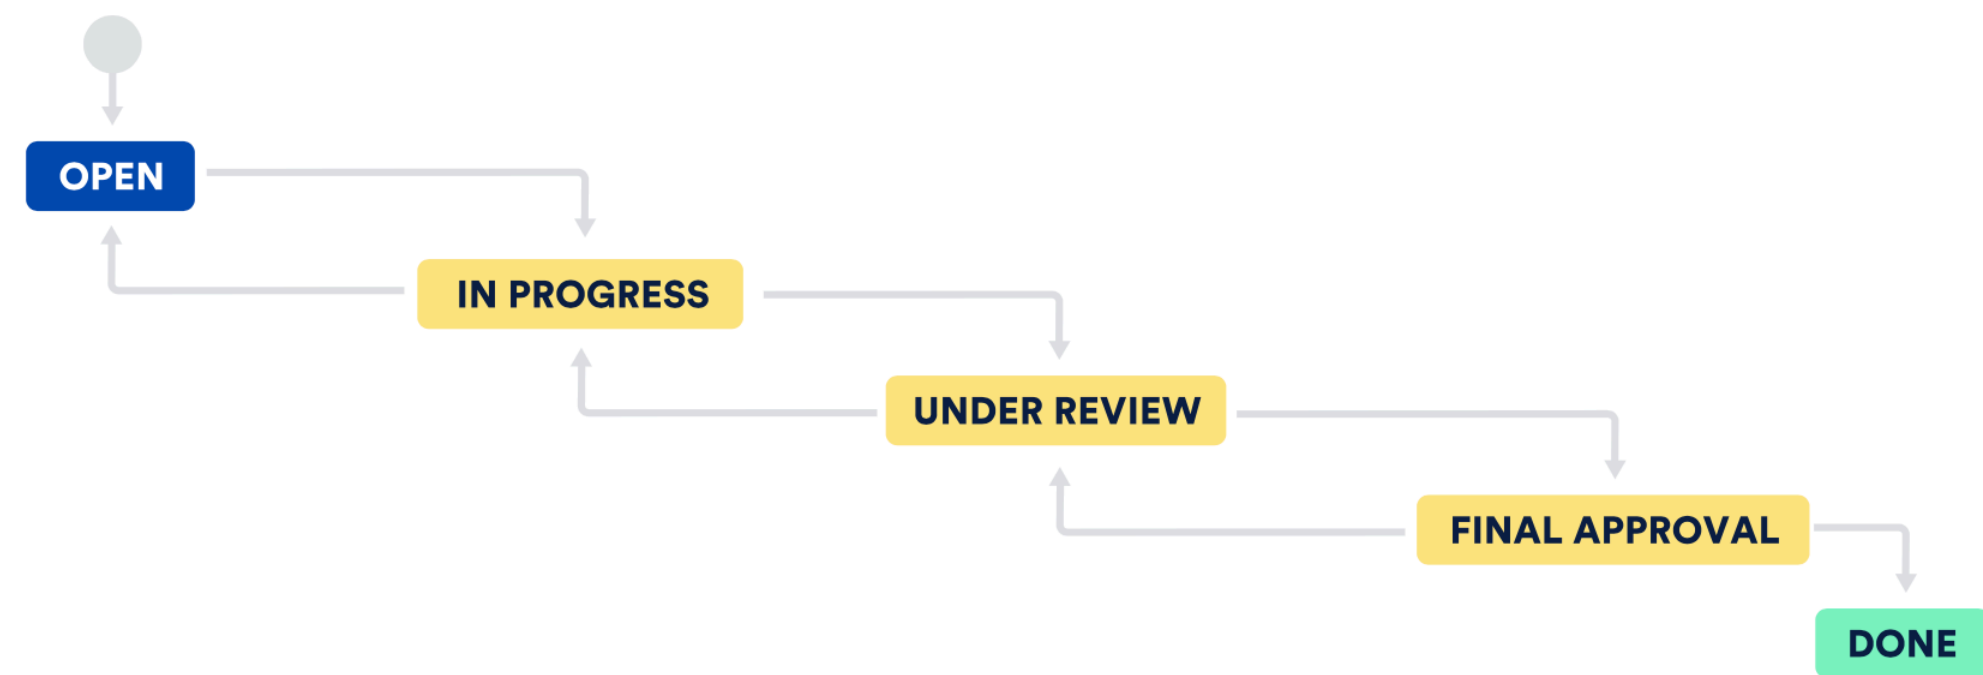 OPEN
IN PROGRESS
UNDER REVIEW
FINAL APPROVAL
DONE